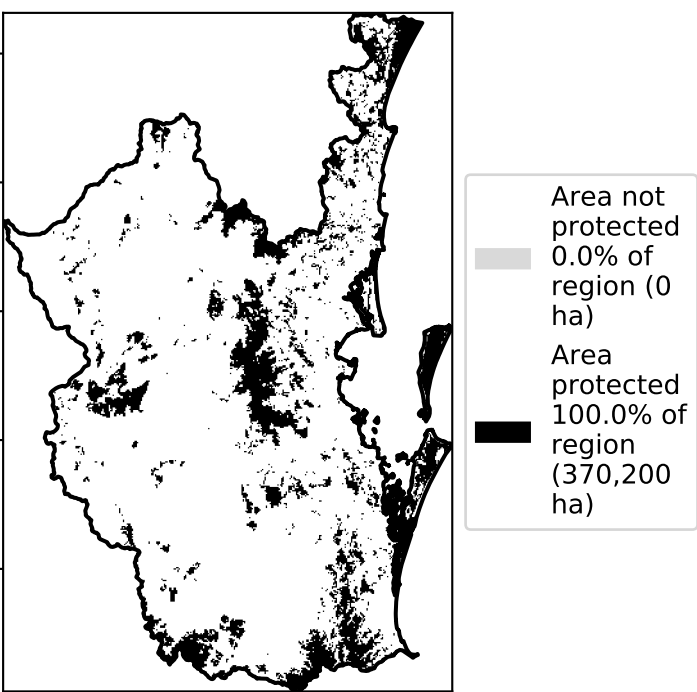 Area not
protected
0.0% of
region (0
ha)
Area
protected
100.0% of
region
(370,200
ha)